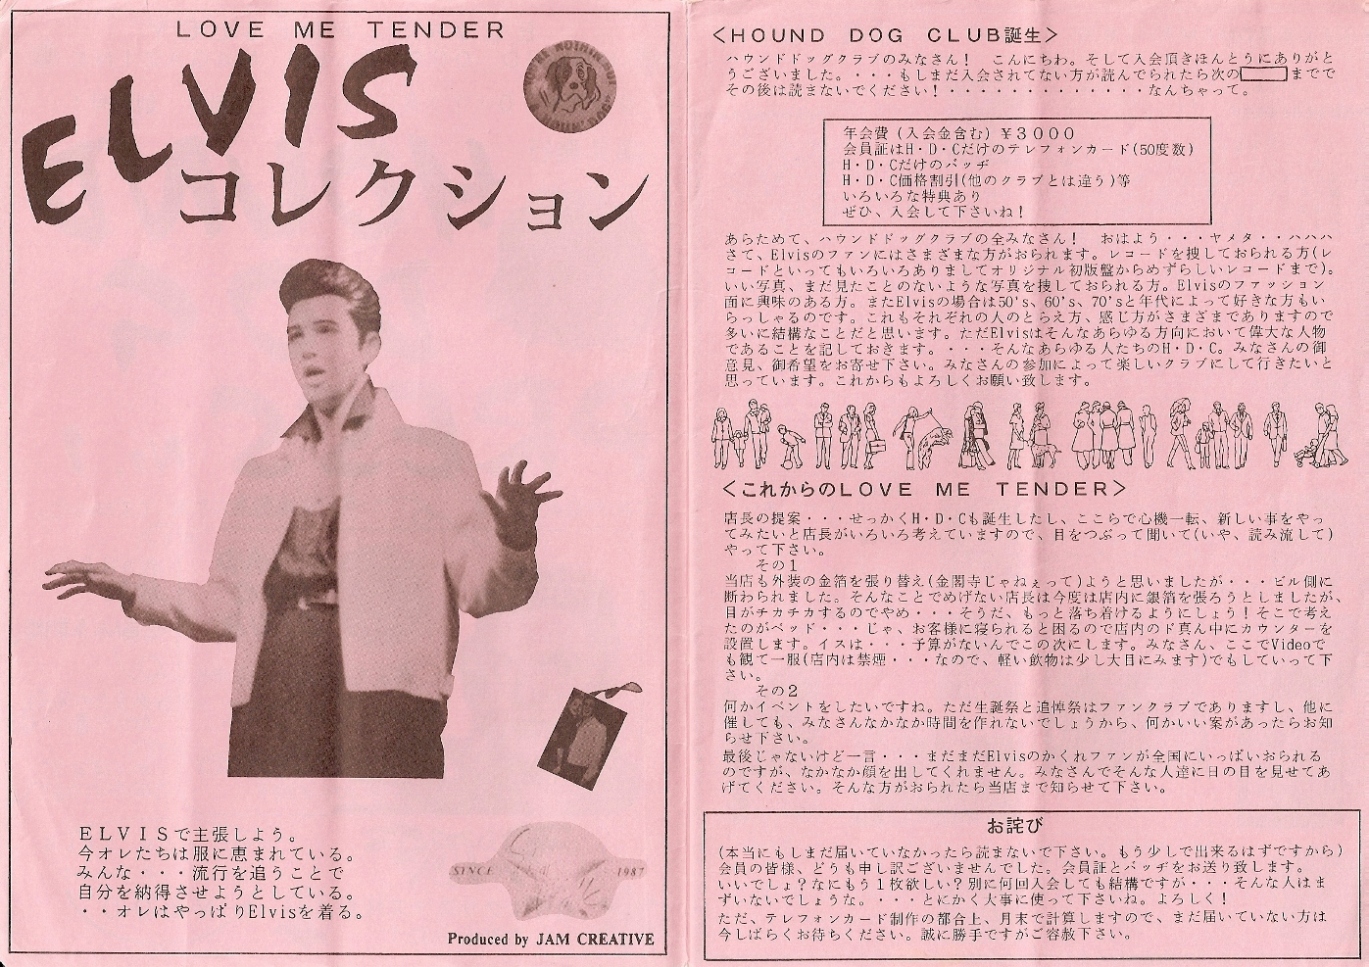 LOVE ME TENDER
ELVIS
コレクション
SINCE 1987
ELVISで主張しよう。
今オレたちは服に恵まれている。
みんな・・・流行を追うことで
自分を納得させようとしている。
・・オレはやっぱりElvisを着る。
Produced by JAM CREATIVE
<HOUND DOG CLUB誕生>
ハウンドドッグクラブのみなさん! こんにちわ。そして入会頂きほんとうにありがと
うございました。・・・もしまだ入会されてない方が読んでられたら次の までで
その後は読まないでください!・・・・・・・・・・・・・・なんちゃって。
年会費(入会金含む)¥3000
会員証はH・D・Cだけのテレフォンカード(50度数)
H・D・Cだけのバッヂ
H・D・C価格割引(他のクラブとは違う)等
いろいろな特典あり
ぜひ、入会して下さいね!
あらためて、ハウンドドッグクラブの全みなさん! おはよう・・・ヤメタ・・ハハハ
さて、Elvisのファンにはさまざまな方がおられます。レコードを捜しておられる方(レ
コードといってもいろいろありましてオリジナル初版盤からめずらしいレコードまで)。
いい写真、まだ見たことのないような写真を捜しておられる方。Elvisのファッション
面に興味のある方。またElvisの場合は50's、60's、70'sと年代によって好きな方もい
らっしゃるのです。これもそれぞれの人のとらえ方、感じ方がさまざまでありますので
多いに結構なことだと思います。ただElvisはそんなあらゆる方向において偉大な人物
であることを記しておきます。・・・そんなあらゆる人たちのH・D・C。みなさんの御
意見、御希望をお寄せ下さい。みなさんの参加によって楽しいクラブにして行きたいと
思っています。これからもよろしくお願い致します。
<これからのLOVE ME TENDER>
店長の提案・・・せっかくH・D・Cも誕生したし、ここらで心機一転、新しい事をやっ
てみたいと店長がいろいろ考えていますので、目をつぶって聞いて(いや、読み流して)
やって下さい。
その1
当店も外装の金箔を張り替え(金閣寺じゃねぇって)ようと思いましたが・・・ビル側に
断わられました。そんなことでめげない店長は今度は店内に銀箔を張ろうとしましたが、
目がチカチカするのでやめ・・・そうだ、もっと落ち着けるようにしょう!そこで考え
たのがベッド・・・じゃ、お客様に寝られると困るので店内のド真ん中にカウンターを
設置します。イスは・・・予算がないんでこの次にします。みなさん、ここでVideoで
も観て一服(店内は禁煙・・・なので、軽い飲物は少し大目にみます)でもしていって下
さい。
その2
何かイベントをしたいですね。ただ生誕祭と追悼祭はファンクラブでありますし、他に
催しても、みなさんなかなか時間を作れないでしょうから、何かいい案があったらお知
らせ下さい。
最後じゃないけど一言・・・まだまだElvisのかくれファンが全国にいっぱいおられる
のですが、なかなか顔を出してくれません。みなさんでそんな人達に日の目を見せてあ
げてください。そんな方がおられたら当店まで知らせて下さい。
お詫び
(本当にもしまだ届いていなかったら読まないで下さい。もう少しで出来るはずですから)
会員の皆様、どうも申し訳ございませんでした。会員証とバッヂをお送り致します。
いいでしょ?なにもう1枚欲しい?別に何回入会しても結構ですが・・・そんな人はま
ずいないでしょうな。・・・とにかく大事に使って下さいね。よろしく!
ただ、テレフォンカード制作の都合上、月末で計算しますので、まだ届いていない方は
今しばらくお待ちください。誠に勝手ですがご容赦下さい。